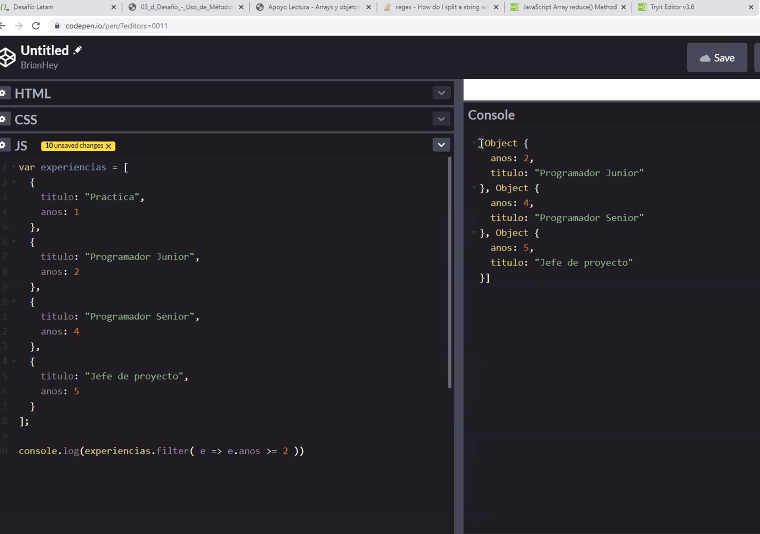 Desafío Latam
03_d_Desafío_-_Uso_de_Método
Apoyo Lectura - Arrays y objetos
regex - How do I split a string wi
JavaScript Array reduce() Method
Tryit Editor v3.6
codepen.io/pen/?editors=0011
Untitled
BrianHey
Save
HTML
CSS
JS
10 unsaved changes
var experiencias = [
{
titulo: "Practica",
anos: 1
},
{
titulo: "Programador Junior",
anos: 2
},
{
titulo: "Programador Senior",
anos: 4
},
{
titulo: "Jefe de proyecto",
anos: 5
}
];
console.log(experiencias.filter( e => e.anos >= 2 ))
Console
[Object {
anos: 2,
titulo: "Programador Junior"
}, Object {
anos: 4,
titulo: "Programador Senior"
}, Object {
anos: 5,
titulo: "Jefe de proyecto"
}]